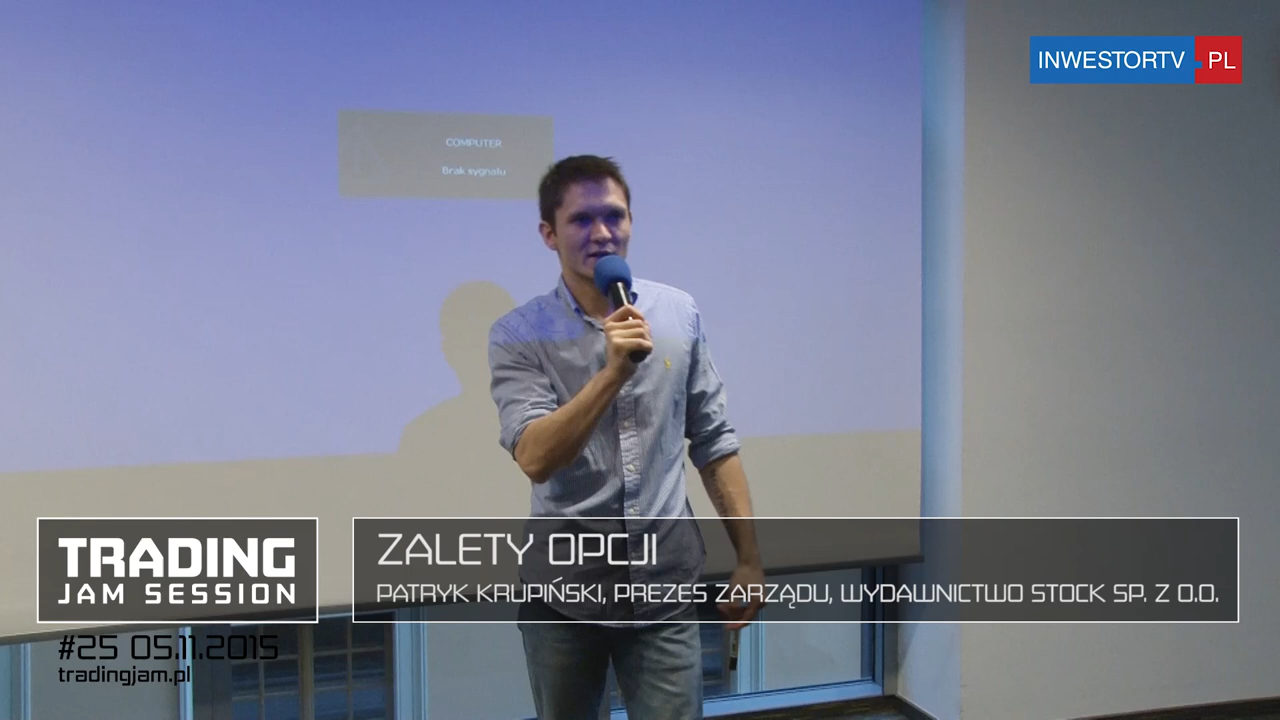 INWESTORTV.PL
COMPUTER
Brak sygnału
TRADING
JAM SESSION
ZALETY OPCJI
PATRYK KRUPIŃSKI, PREZES ZARZĄDU, WYDAWNICTWO STOCK SP. Z O.O.
#25 05.11.2015
tradingjam.pl